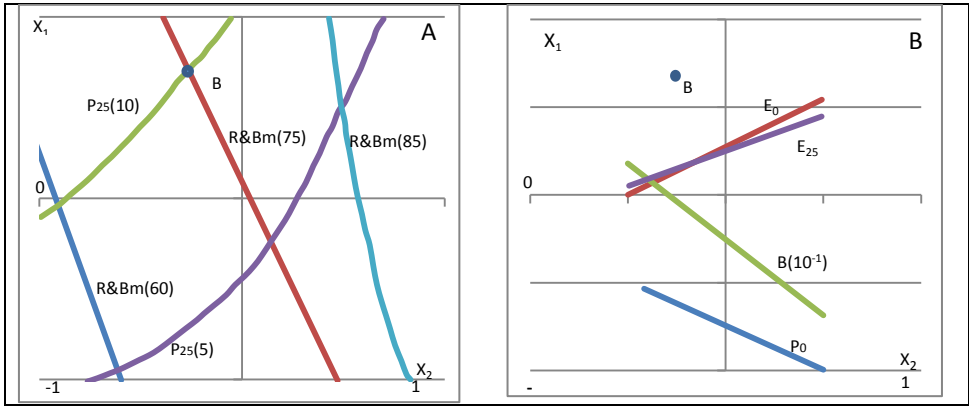 X₁
A
P25(10)
B
R&Bm(75)
R&Bm(85)
0
R&Bm(60)
P25(5)
X₂
-1
1
X₁
B
B
E₀
E₂₅
0
B(10⁻¹)
P₀
X₂
-
1